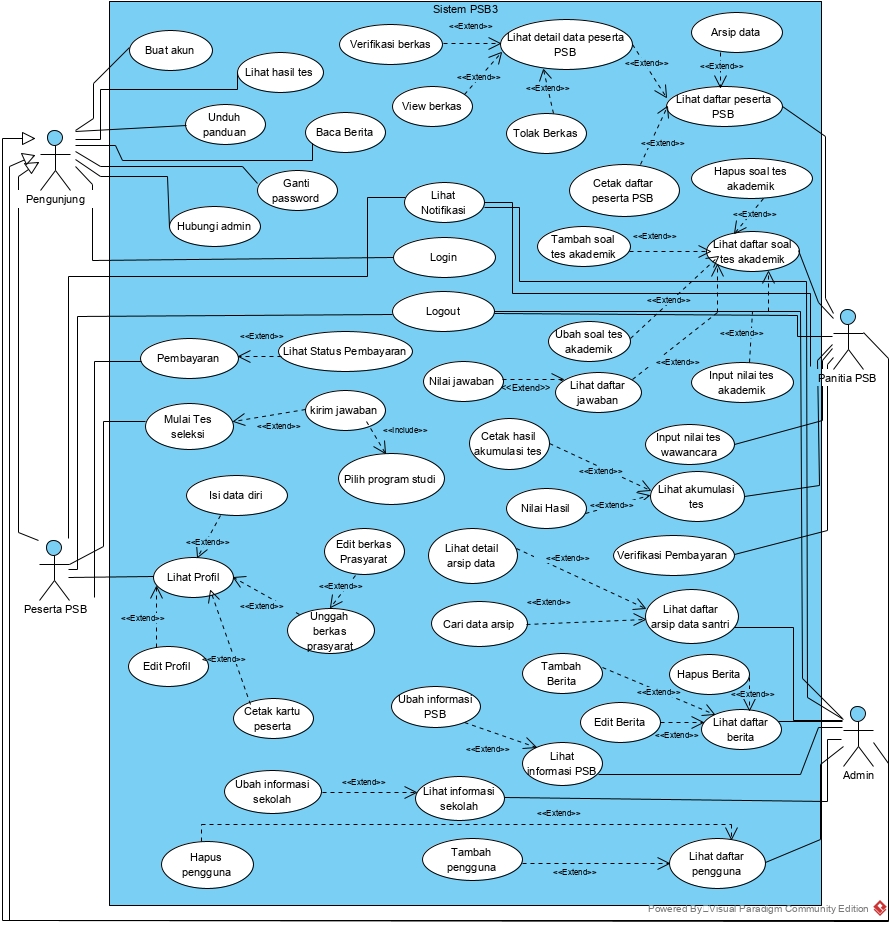 Sistem PSB3
Buat akun
Lihat hasil tes
Verifikasi berkas
<<Extend>>
<<Extend>>
Lihat detail data peserta
PSB
Arsip data
<<Extend>>
<<Extend>>
<<Extend>>
View berkas
<<Extend>>
Lihat daftar peserta
PSB
Unduh
panduan
Baca Berita
Tolak Berkas
<<Extend>>
Pengunjung
Ganti
password
Cetak daftar
peserta PSB
Hapus soal tes
akademik
Lihat
Notifikasi
Hubungi admin
<<Extend>>
Tambah soal
tes akademik
<<Extend>>
Lihat daftar soal
tes akademik
Login
<<Extend>>
Logout
Ubah soal tes
akademik
<<Extend>>
<<Extend>>
Pembayaran
<<Extend>>
Lihat Status Pembayaran
<<Extend>>
Nilai jawaban
<<Extend>>
Lihat daftar
jawaban
Input nilai tes
akademik
Panitia PSB
Mulai Tes
seleksi
<<Extend>>
kirim jawaban
<<Include>>
Cetak hasil
akumulasi tes
Input nilai tes
wawancara
<<Extend>>
Pilih program studi
Isi data diri
Nilai Hasil
<<Extend>>
Lihat akumulasi
tes
<<Extend>>
Edit berkas
Prasyarat
Lihat detail
arsip data
<<Extend>>
Verifikasi Pembayaran
Peserta PSB
Lihat Profil
<<Extend>>
<<Extend>>
<<Extend>>
Unggah
berkas
prasyarat
Cari data arsip
<<Extend>>
Lihat daftar
arsip data santri
<<Extend>>
Edit Profil
Tambah
Berita
Hapus Berita
<<Extend>>
<<Extend>>
Cetak kartu
peserta
Ubah informasi
PSB
Edit Berita
<<Extend>>
Lihat daftar
berita
<<Extend>>
Lihat
informasi PSB
Admin
Ubah informasi
sekolah
<<Extend>>
Lihat informasi
sekolah
<<Extend>>
Hapus
pengguna
Tambah
pengguna
<<Extend>>
Lihat daftar
pengguna
Powered By Visual Paradigm Community Edition